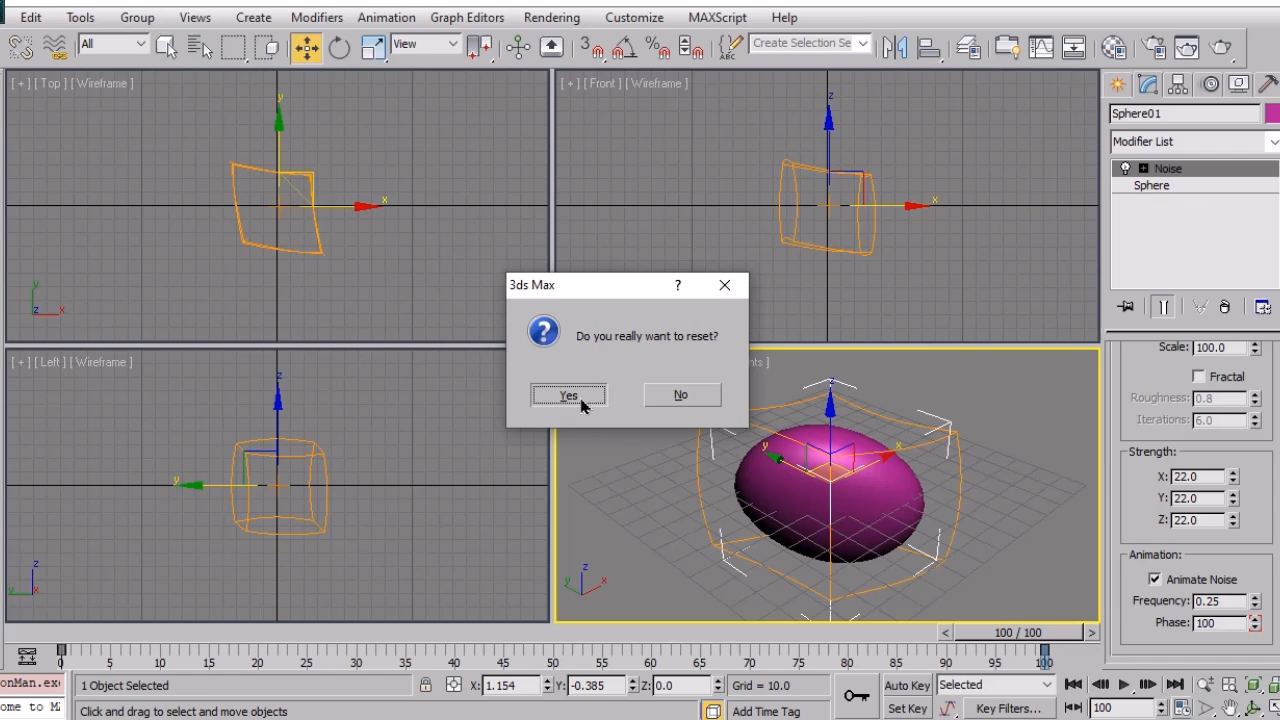 Edit Tools Group Views Create Modifiers Animation Graph Editors Rendering Customize MAXScript Help
All View 3 ABC Create Selection Se
[ + ] [ Top ] [ Wireframe ]
[ + ] [ Front ] [ Wireframe ]
Sphere01
Modifier List
Noise
Sphere
y
x
z
x
y
z x
3ds Max ? 
Do you really want to reset?
Yes No
[ + ] [ Left ] [ Wireframe ]
z
y
z
y
z
y x
z
y x
Scale: 100.0
Fractal
Roughness: 0.8
Iterations: 6.0
Strength:
X: 22.0
Y: 22.0
Z: 22.0
Animation:
Animate Noise
Frequency: 0.25
Phase: 100
< 100 / 100 >
0 5 10 15 20 25 30 35 40 45 50 55 60 65 70 75 80 85 90 95 100
onMan.exe 1 Object Selected X: 1.154 Y: -0.385 Z: 0.0 Grid = 10.0 Auto Key Selected
ome to M Click and drag to select and move objects Add Time Tag Set Key Key Filters... 100